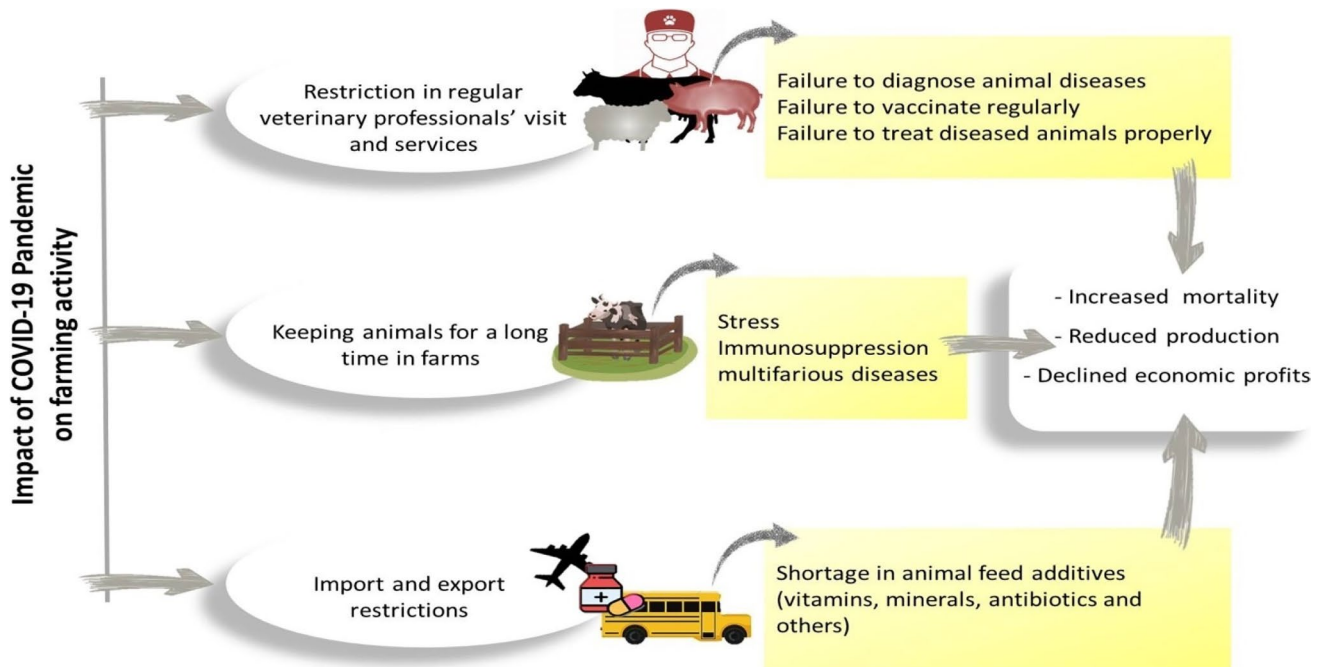 Impact of COVID-19 Pandemic
on farming activity
Restriction in regular
veterinary professionals’ visit
and services
Failure to diagnose animal diseases
Failure to vaccinate regularly
Failure to treat diseased animals properly
Keeping animals for a long
time in farms
Stress
Immunosuppression
multifarious diseases
- Increased mortality
- Reduced production
- Declined economic profits
Import and export
restrictions
Shortage in animal feed additives
(vitamins, minerals, antibiotics and
others)